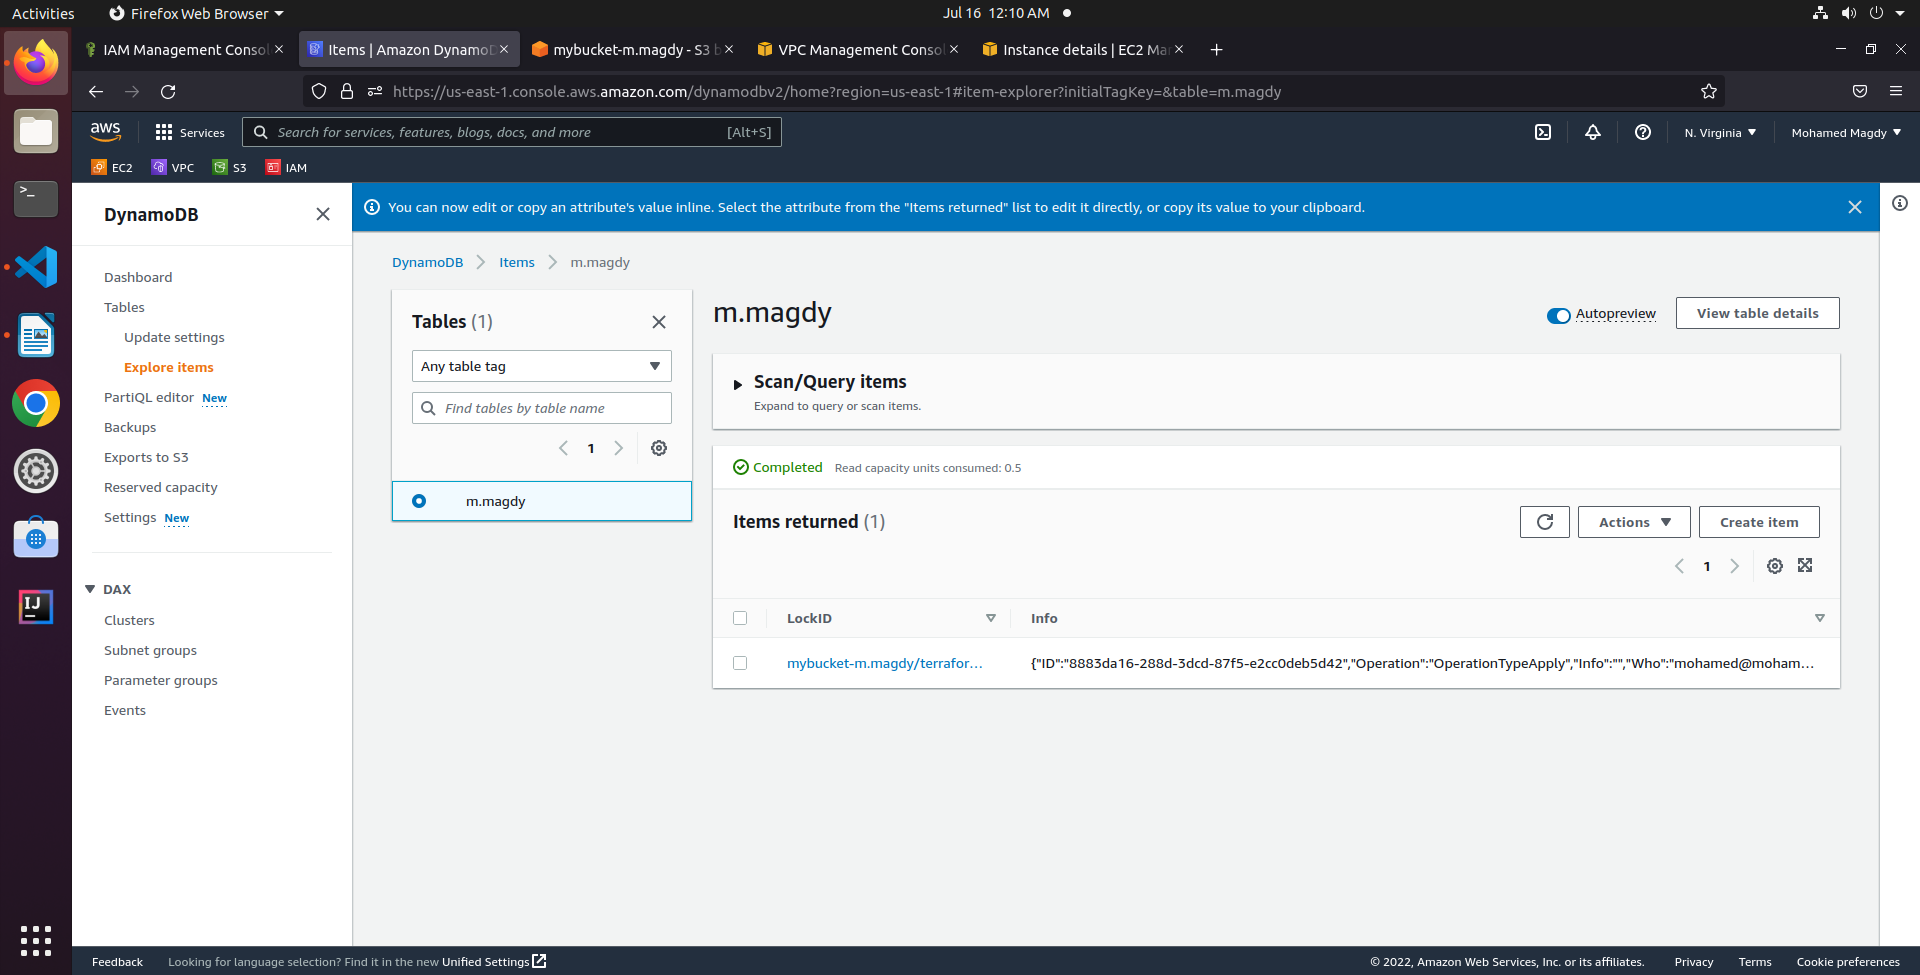 Activities
Firefox Web Browser
Jul 16 12:10 AM
IAM Management Consol
Items | Amazon DynamoD
mybucket-m.magdy - S3 b
VPC Management Consol
Instance details | EC2 Mar
https://us-east-1.console.aws.amazon.com/dynamodbv2/home?region=us-east-1#item-explorer?initialTagKey=&table=m.magdy
aws
Services
Search for services, features, blogs, docs, and more
[Alt+S]
N. Virginia
Mohamed Magdy
EC2
VPC
S3
IAM
DynamoDB
You can now edit or copy an attribute's value inline. Select the attribute from the "Items returned" list to edit it directly, or copy its value to your clipboard.
Dashboard
Tables
Update settings
Explore items
PartiQL editor New
Backups
Exports to S3
Reserved capacity
Settings New
DAX
Clusters
Subnet groups
Parameter groups
Events
DynamoDB
Items
m.magdy
Tables (1)
Any table tag
Find tables by table name
1
m.magdy
m.magdy
Autopreview
View table details
Scan/Query items
Expand to query or scan items.
Completed
Read capacity units consumed: 0.5
Items returned (1)
Actions
Create item
1
LockID
Info
mybucket-m.magdy/terrafor…
{"ID":"8883da16-288d-3dcd-87f5-e2cc0deb5d42","Operation":"OperationTypeApply","Info":"","Who":"mohamed@moham…
Feedback
Looking for language selection? Find it in the new Unified Settings
© 2022, Amazon Web Services, Inc. or its affiliates.
Privacy
Terms
Cookie preferences